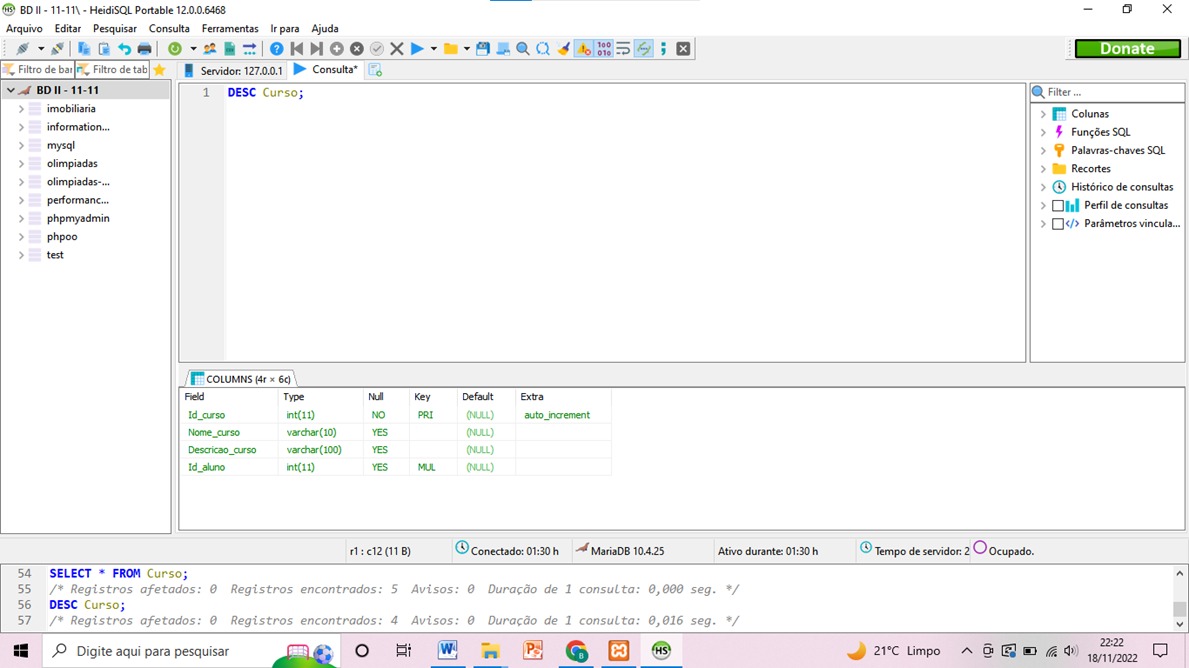 BD II - 11-11\ - HeidiSQL Portable 12.0.0.6468
Arquivo Editar Pesquisar Consulta Ferramentas Ir para Ajuda
Donate
Filtro de bar Filtro de tab Servidor: 127.0.0.1 Consulta*
BD II - 11-11
imobiliaria
information...
mysql
olimpiadas
olimpiadas-...
performanc...
phpmyadmin
phpoo
test
1 DESC Curso;
Filter ...
Colunas
Funções SQL
Palavras-chaves SQL
Recortes
Histórico de consultas
Perfil de consultas
Parâmetros vincula...
COLUMNS (4r × 6c)
Field Type Null Key Default Extra
Id_curso int(11) NO PRI (NULL) auto_increment
Nome_curso varchar(10) YES (NULL)
Descricao_curso varchar(100) YES (NULL)
Id_aluno int(11) YES MUL (NULL)
r1 : c12 (11 B) Conectado: 01:30 h MariaDB 10.4.25 Ativo durante: 01:30 h Tempo de servidor: 2 Ocupado.
54 SELECT * FROM Curso;
55 /* Registros afetados: 0 Registros encontrados: 5 Avisos: 0 Duração de 1 consulta: 0,000 seg. */
56 DESC Curso;
57 /* Registros afetados: 0 Registros encontrados: 4 Avisos: 0 Duração de 1 consulta: 0,016 seg. */
Digite aqui para pesquisar
21°C Limpo
22:22
18/11/2022